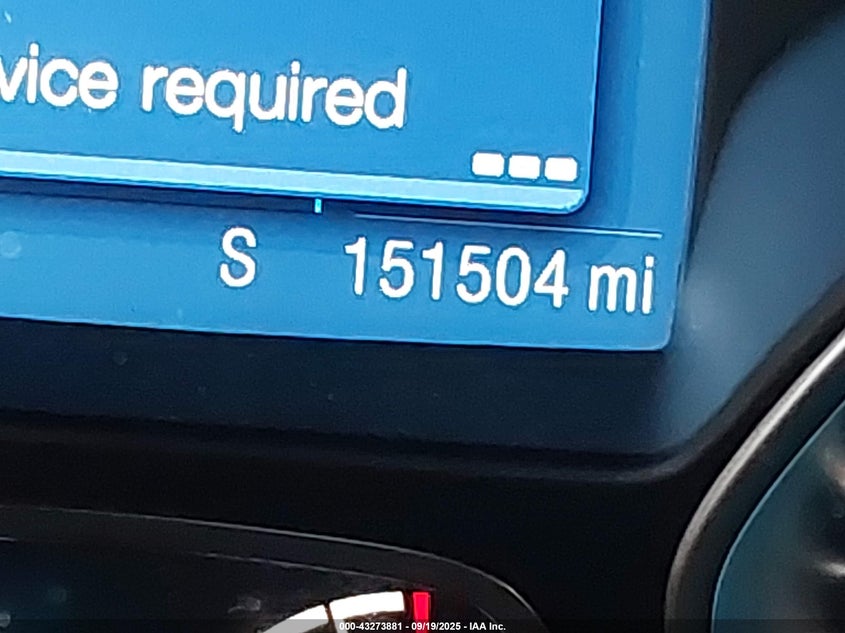 vice required
S 151504 mi
000-43273881 - 09/19/2025 - IAA Inc.